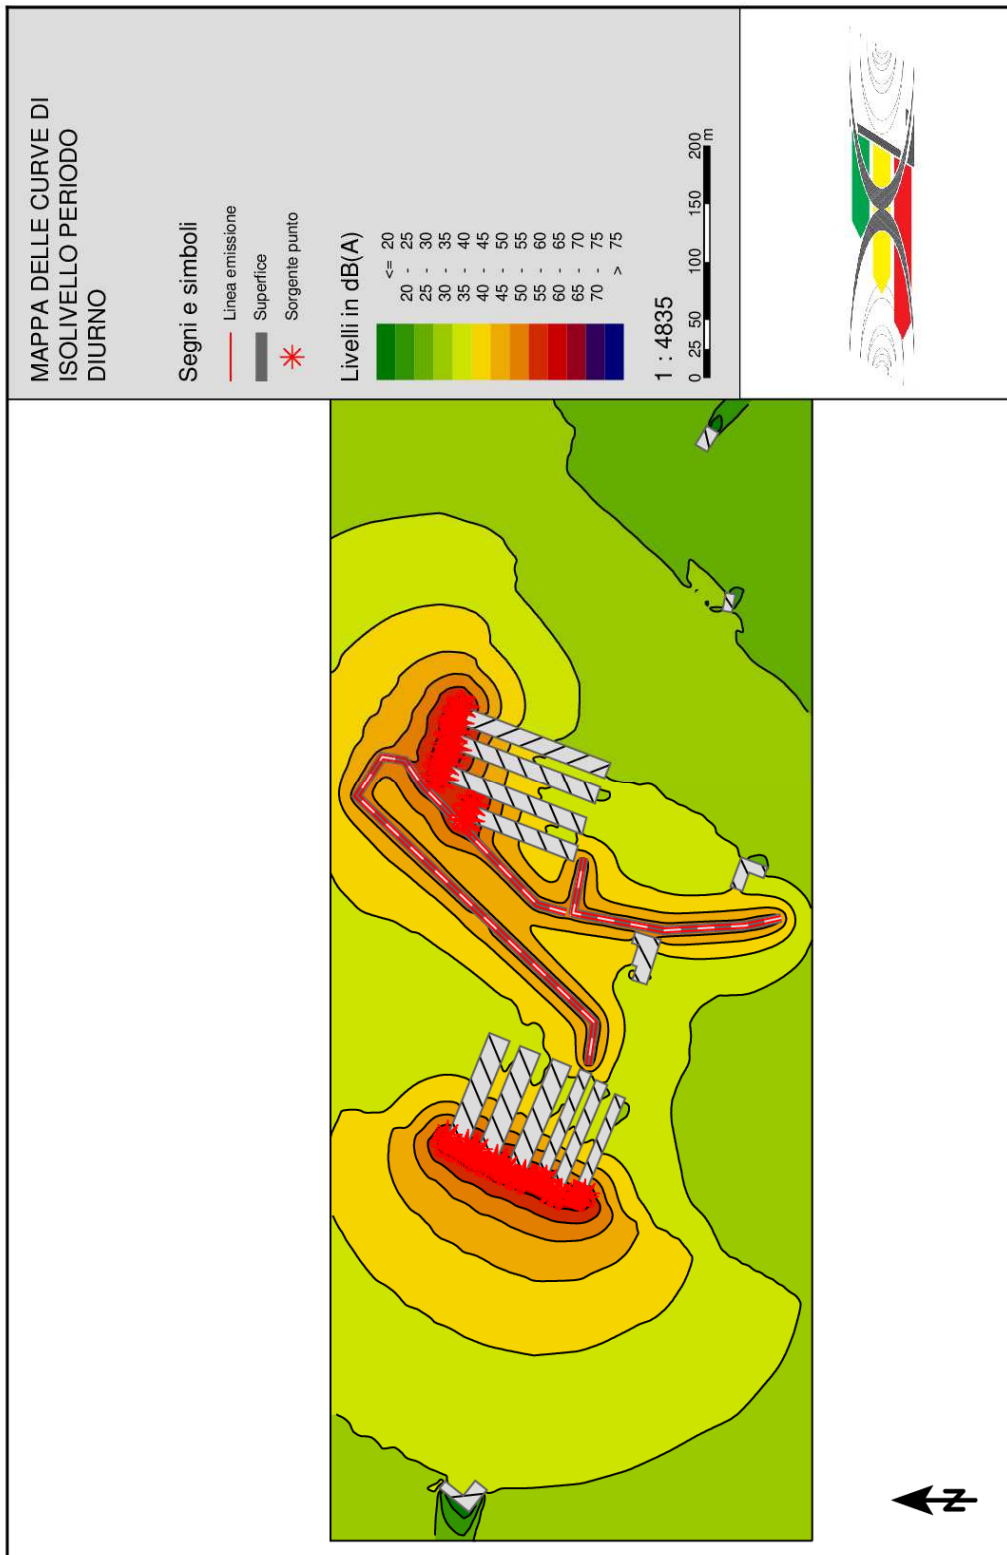 MAPPA DELLE CURVE DI
ISOLIVELLO PERIODO
DIURNO
Segni e simboli
Linea emissione
Superfice
Sorgente punto
Livelli in dB(A)
<= 20
20 - 25
25 - 30
30 - 35
35 - 40
40 - 45
45 - 50
50 - 55
55 - 60
60 - 65
65 - 70
70 - 75
> 75
1 : 4835
0 25 50 100 150 200
m
N